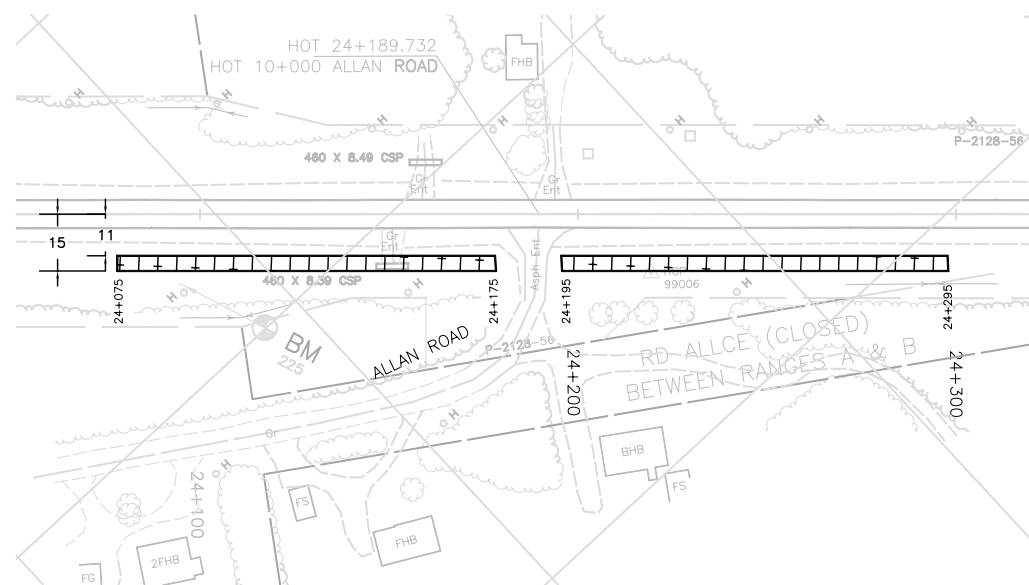 HOT 24+189.732
HOT 10+000 ALLAN ROAD
FHB
H
H
H
H
H
H
H
P-2128-56
460 X 8.49 CSP
Gr
Ent
Gr
Ent
15
11
Gr
Ent
Asph Ent
460 X 8.39 CSP
HCP
99006
24+075
24+175
24+195
24+295
H
H
H
BM
225
ALLAN ROAD
P-2128-56
RD ALLCE (CLOSED)
BETWEEN RANGES A & B
24+200
24+300
H
Gr
H
BHB
FS
24+100
FS
FHB
2FHB
FG